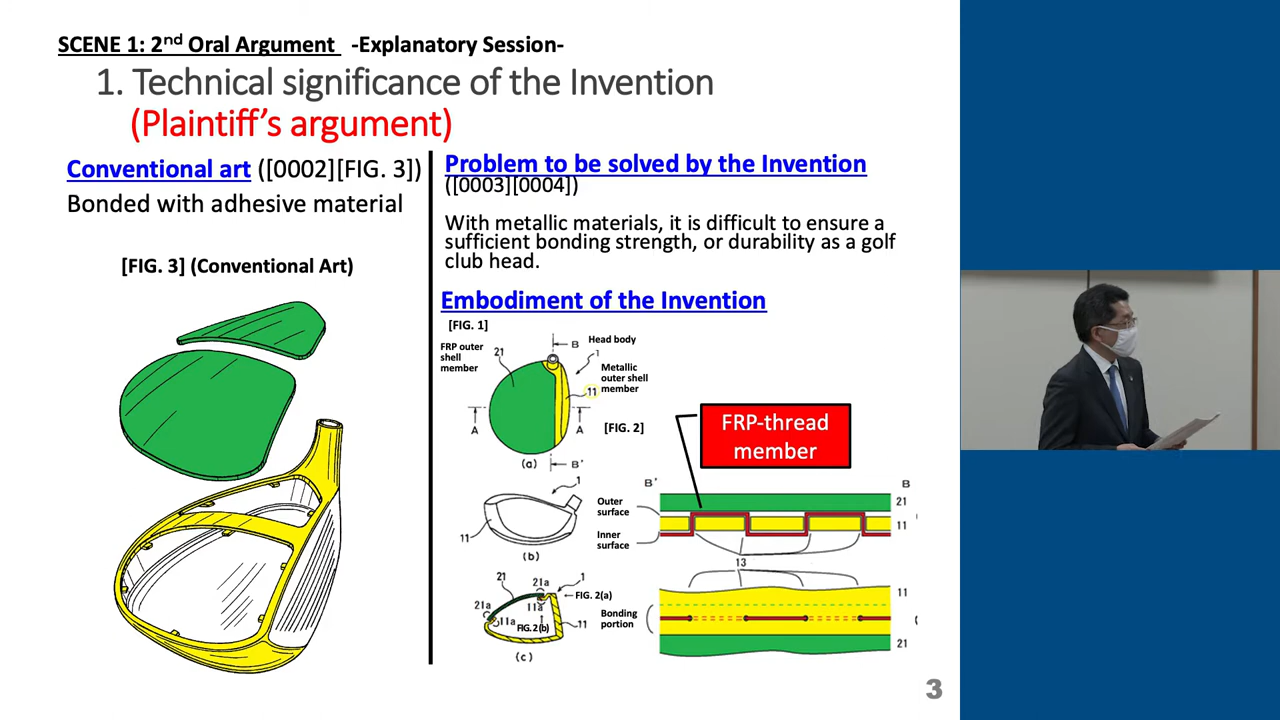 SCENE 1: 2nd Oral Argument -Explanatory Session-
1. Technical significance of the Invention
(Plaintiff's argument)
Conventional art ([0002][FIG. 3])
Bonded with adhesive material
[FIG. 3] (Conventional Art)
Problem to be solved by the Invention
([0003][0004])
With metallic materials, it is difficult to ensure a
sufficient bonding strength, or durability as a golf
club head.
Embodiment of the Invention
[FIG. 1]
FRP outer
shell
member
21
B
Head body
1
Metallic
outer shell
member
11
A
A
(a)
B'
[FIG. 2]
1
11
(b)
21
21a
1
FIG. 2(a)
21a
11a
11a
FIG. 2(b)
11
(c)
FRP-thread
member
B'
B
Outer
surface
21
11
Inner
surface
13
11
Bonding
portion
21
3